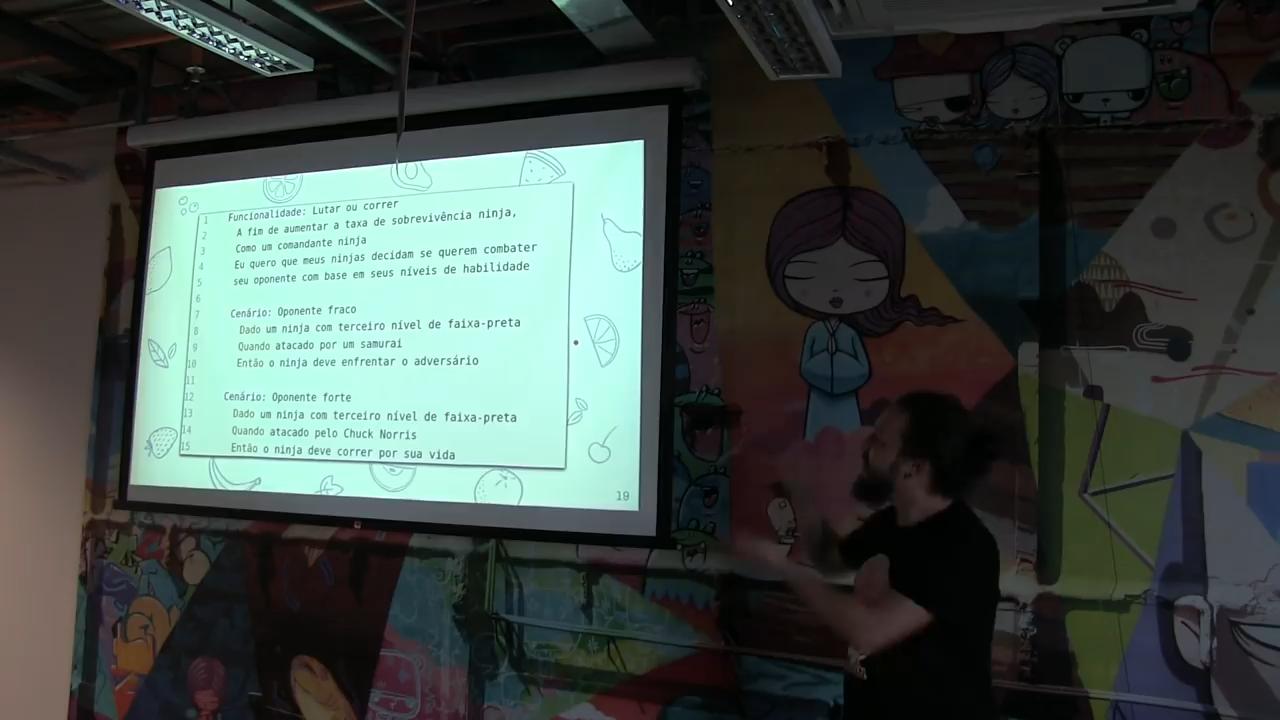 1 Funcionalidade: Lutar ou correr
2 A fim de aumentar a taxa de sobrevivência ninja,
3 Como um comandante ninja
4 Eu quero que meus ninjas decidam se querem combater
5 seu oponente com base em seus níveis de habilidade
6
7 Cenário: Oponente fraco
8 Dado um ninja com terceiro nível de faixa-preta
9 Quando atacado por um samurai
10 Então o ninja deve enfrentar o adversário
11
12 Cenário: Oponente forte
13 Dado um ninja com terceiro nível de faixa-preta
14 Quando atacado pelo Chuck Norris
15 Então o ninja deve correr por sua vida
19